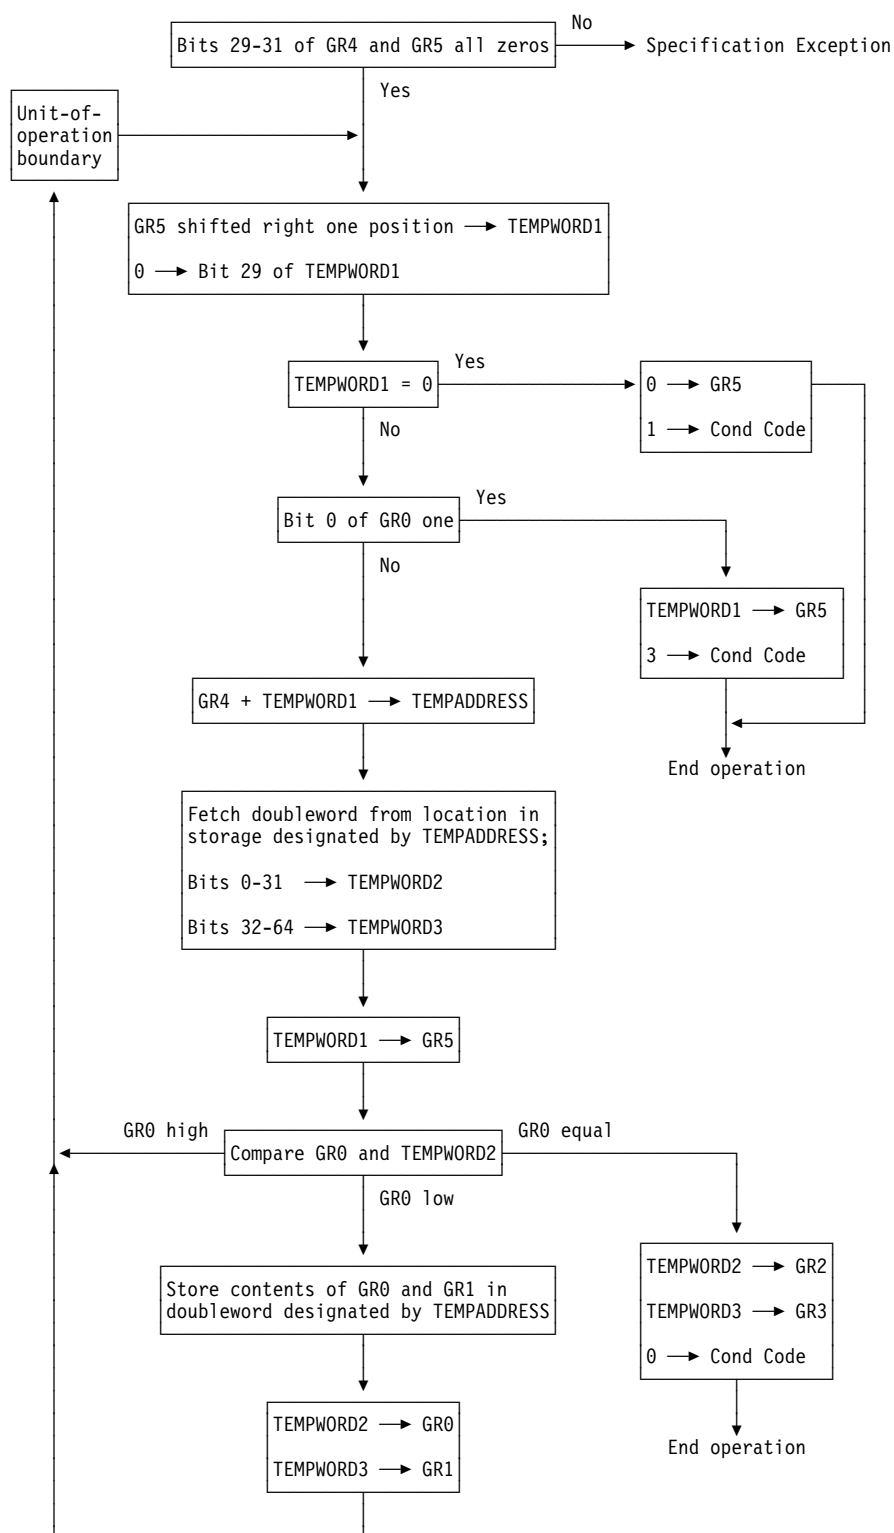 Bits 29-31 of GR4 and GR5 all zeros
No
Specification Exception
Yes
Unit-of-
operation
boundary
GR5 shifted right one position → TEMPWORD1
0 → Bit 29 of TEMPWORD1
TEMPWORD1 = 0
Yes
0 → GR5
1 → Cond Code
No
Bit 0 of GR0 one
Yes
No
TEMPWORD1 → GR5
3 → Cond Code
GR4 + TEMPWORD1 → TEMPADDRESS
End operation
Fetch doubleword from location in
storage designated by TEMPADDRESS;
Bits 0-31 → TEMPWORD2
Bits 32-64 → TEMPWORD3
TEMPWORD1 → GR5
GR0 high
Compare GR0 and TEMPWORD2
GR0 equal
GR0 low
TEMPWORD2 → GR2
TEMPWORD3 → GR3
0 → Cond Code
Store contents of GR0 and GR1 in
doubleword designated by TEMPADDRESS
TEMPWORD2 → GR0
TEMPWORD3 → GR1
End operation